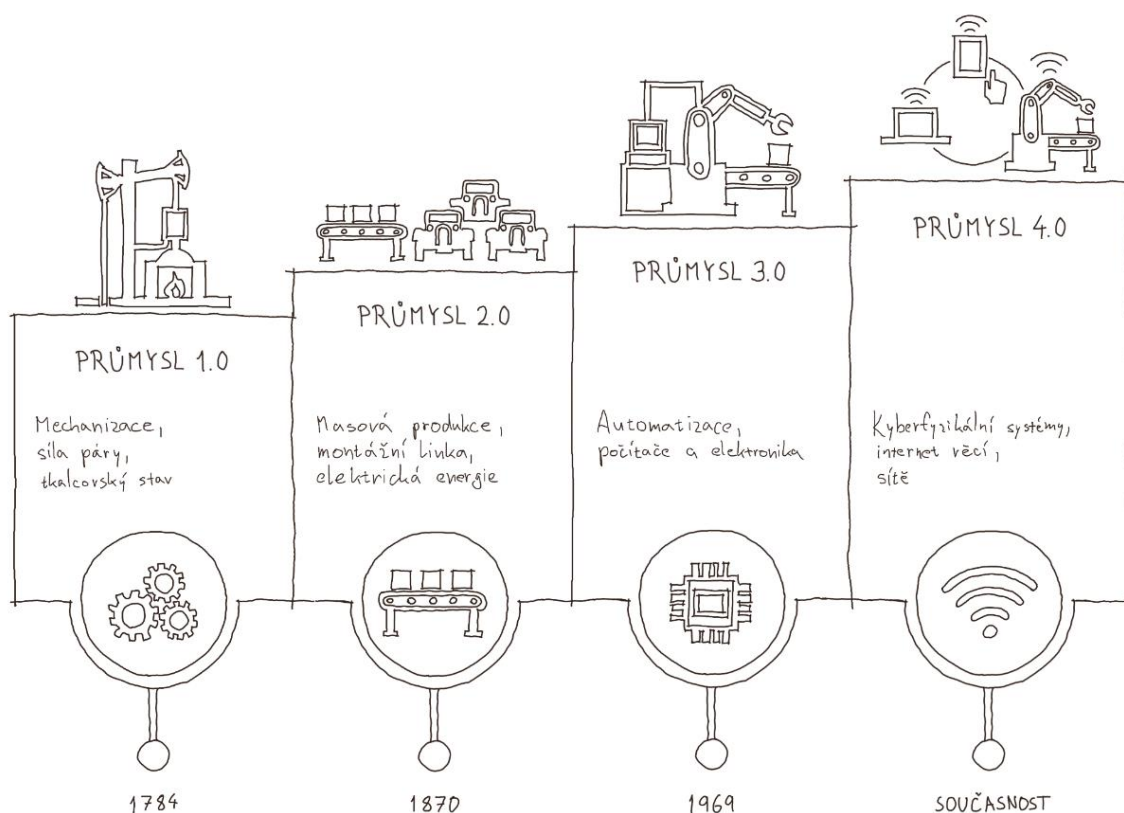 PRŮMYSL 1.0
Mechanizace,
síla páry,
tkalcovský stav
1784
PRŮMYSL 2.0
Masová produkce,
montážní linka,
elektrická energie
1870
PRŮMYSL 3.0
Automatizace,
počítače a elektronika
1969
PRŮMYSL 4.0
Kyberfyzikální systémy,
internet věcí,
sítě
SOUČASNOST